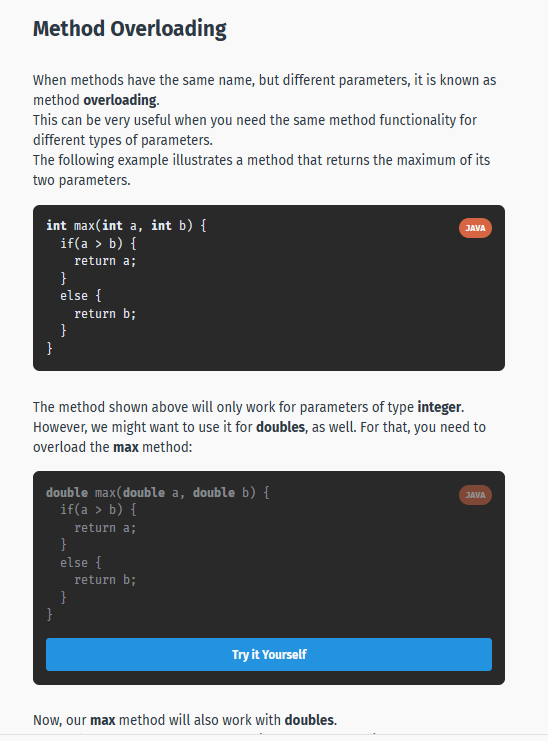 Method Overloading
When methods have the same name, but different parameters, it is known as
method overloading.
This can be very useful when you need the same method functionality for
different types of parameters.
The following example illustrates a method that returns the maximum of its
two parameters.
int max(int a, int b) {
JAVA
  if(a > b) {
    return a;
  }
  else {
    return b;
  }
}
The method shown above will only work for parameters of type integer.
However, we might want to use it for doubles, as well. For that, you need to
overload the max method:
double max(double a, double b) {
JAVA
  if(a > b) {
    return a;
  }
  else {
    return b;
  }
}
Try it Yourself
Now, our max method will also work with doubles.